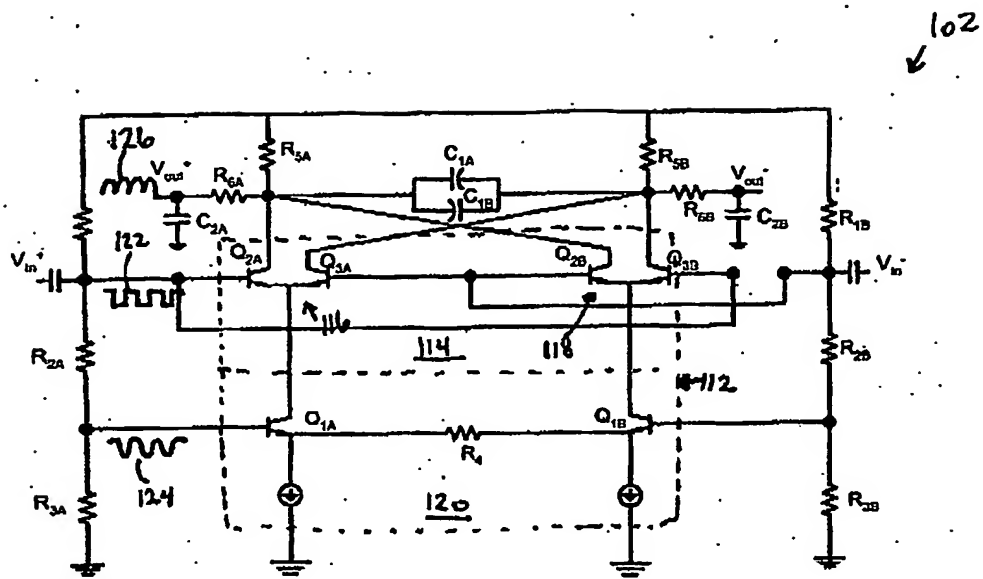 102
126
Vout+
R6A
R5A
C1A
C1B
R5B
Vout-
R6B
C2B
R1B
C2A
Vin+
122
Q2A
Q3A
Q2B
Q3B
Vin-
116
114
118
112
R2A
R2B
Q1A
Q1B
R4
124
R3A
120
R3B